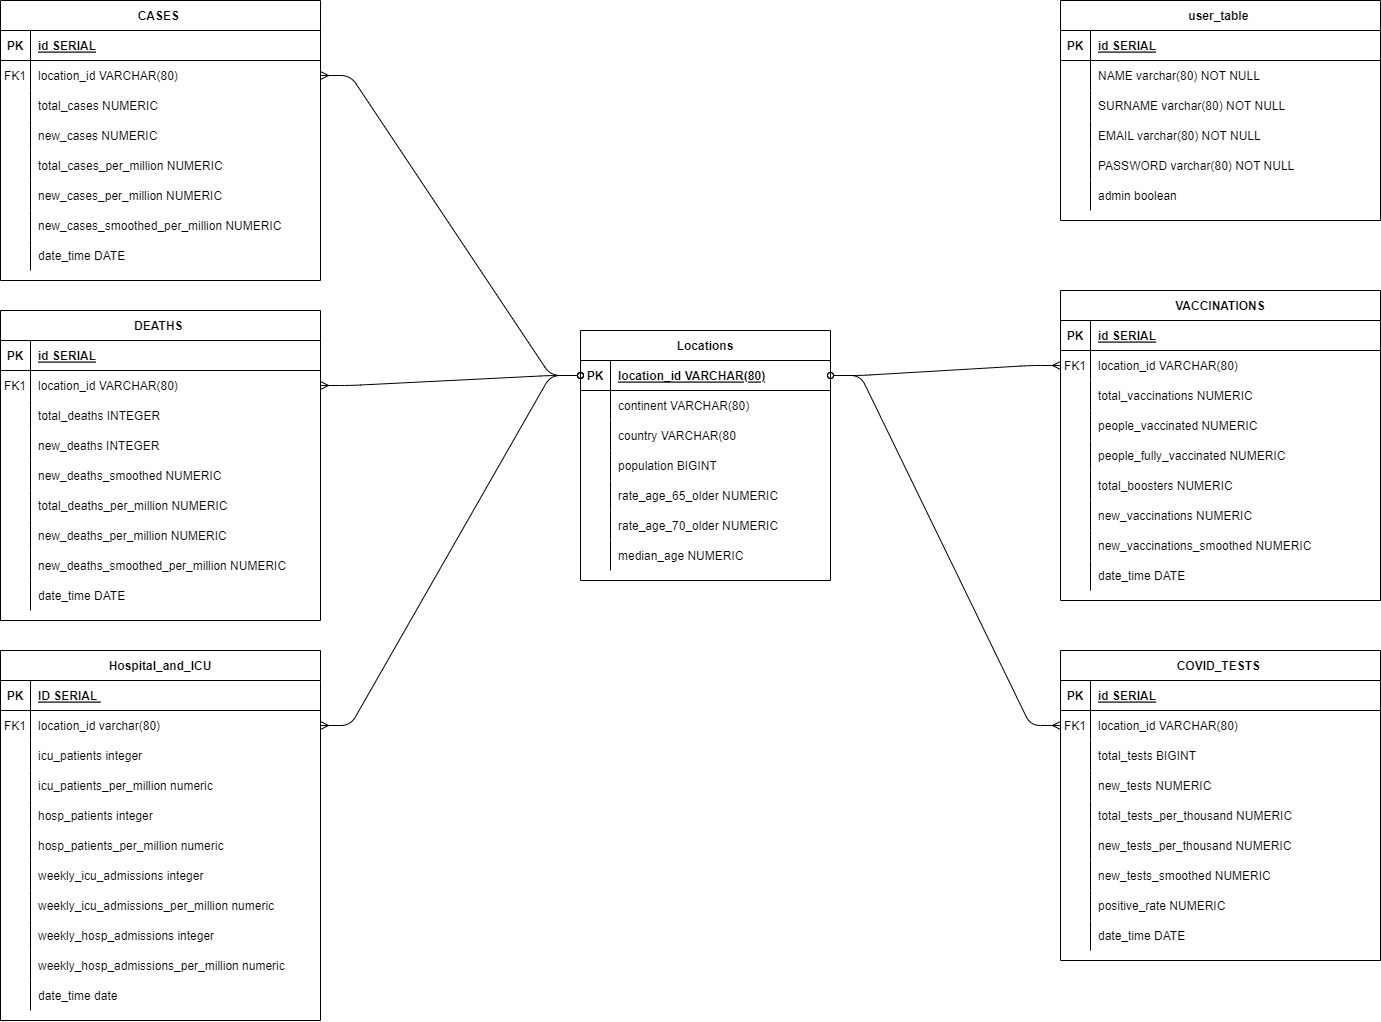 CASES
PK id SERIAL
FK1 location_id VARCHAR(80)
total_cases NUMERIC
new_cases NUMERIC
total_cases_per_million NUMERIC
new_cases_per_million NUMERIC
new_cases_smoothed_per_million NUMERIC
date_time DATE
DEATHS
PK id SERIAL
FK1 location_id VARCHAR(80)
total_deaths INTEGER
new_deaths INTEGER
new_deaths_smoothed NUMERIC
total_deaths_per_million NUMERIC
new_deaths_per_million NUMERIC
new_deaths_smoothed_per_million NUMERIC
date_time DATE
Hospital_and_ICU
PK ID SERIAL
FK1 location_id varchar(80)
icu_patients integer
icu_patients_per_million numeric
hosp_patients integer
hosp_patients_per_million numeric
weekly_icu_admissions integer
weekly_icu_admissions_per_million numeric
weekly_hosp_admissions integer
weekly_hosp_admissions_per_million numeric
date_time date
Locations
PK location_id VARCHAR(80)
continent VARCHAR(80)
country VARCHAR(80
population BIGINT
rate_age_65_older NUMERIC
rate_age_70_older NUMERIC
median_age NUMERIC
user_table
PK id SERIAL
NAME varchar(80) NOT NULL
SURNAME varchar(80) NOT NULL
EMAIL varchar(80) NOT NULL
PASSWORD varchar(80) NOT NULL
admin boolean
VACCINATIONS
PK id SERIAL
FK1 location_id VARCHAR(80)
total_vaccinations NUMERIC
people_vaccinated NUMERIC
people_fully_vaccinated NUMERIC
total_boosters NUMERIC
new_vaccinations NUMERIC
new_vaccinations_smoothed NUMERIC
date_time DATE
COVID_TESTS
PK id SERIAL
FK1 location_id VARCHAR(80)
total_tests BIGINT
new_tests NUMERIC
total_tests_per_thousand NUMERIC
new_tests_per_thousand NUMERIC
new_tests_smoothed NUMERIC
positive_rate NUMERIC
date_time DATE